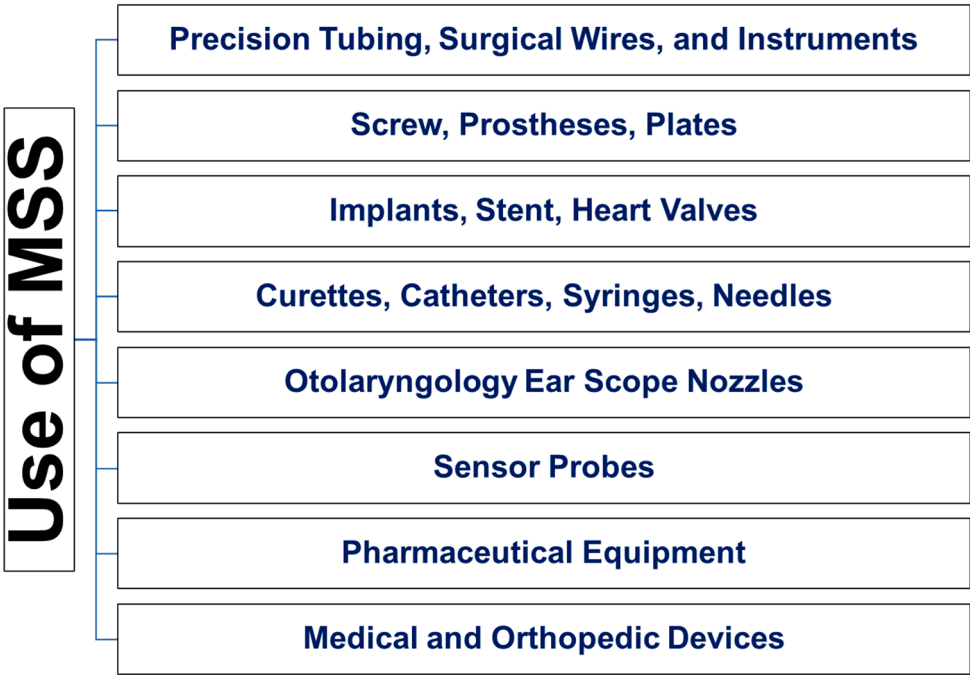 Use of MSS
Precision Tubing, Surgical Wires, and Instruments
Screw, Prostheses, Plates
Implants, Stent, Heart Valves
Curettes, Catheters, Syringes, Needles
Otolaryngology Ear Scope Nozzles
Sensor Probes
Pharmaceutical Equipment
Medical and Orthopedic Devices